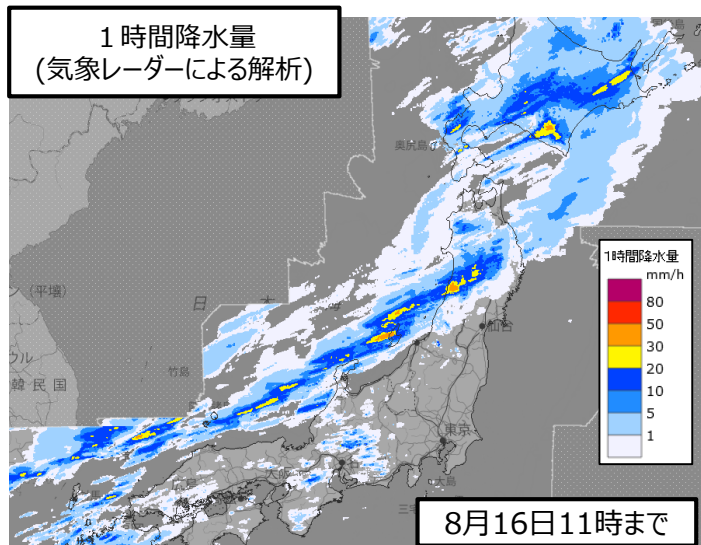 １時間降水量
(気象レーダーによる解析)
奥尻島
1時間降水量
mm/h
80
50
30
20
10
5
1
ン（平壌）
日
本
仙台
ウル
竹島
韓民国
東京
大島
8月16日11時まで